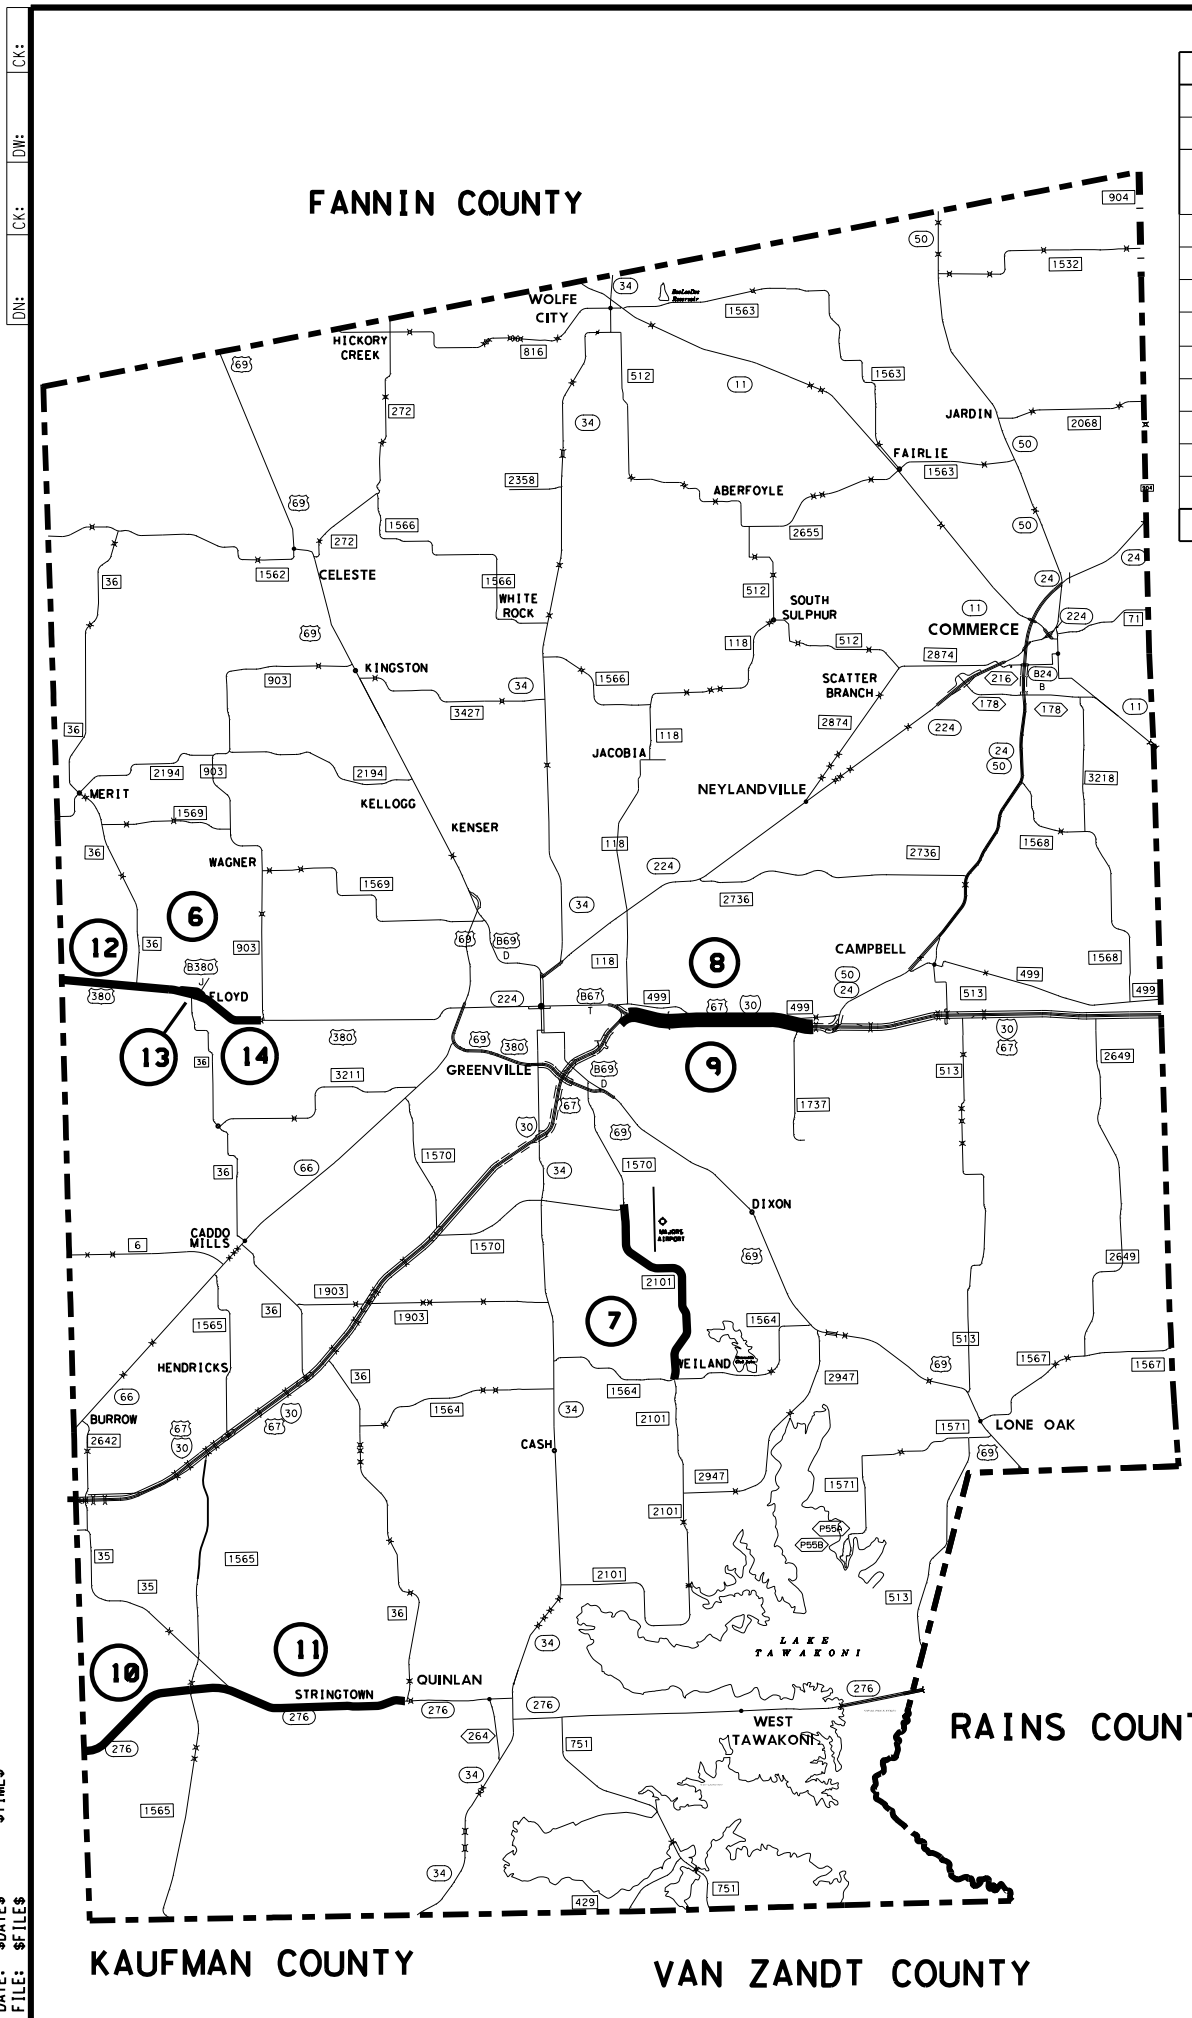 FANNIN COUNTY
904
50
1532
34
WOLFE
CITY
1563
HICKORY
CREEK
816
69
512
11
1563
272
34
JARDIN
2068
50
FAIRLIE
2358
1563
ABERFOYLE
69
904
1566
50
272
2655
24
1562
CELESTE
36
1566
24
WHITE
ROCK
512
SOUTH
SULPHUR
11
224
71
69
COMMERCE
118
512
2874
KINGSTON
903
SCATTER
BRANCH
216
B24
B
34
1566
178
178
11
3427
36
118
2874
224
JACOBIA
24
50
2194
903
2194
3218
MERIT
NEYLANDVILLE
KELLOGG
1569
KENSER
118
36
WAGNER
1568
2736
224
1569
2736
34
6
12
36
903
69
B69
D
CAMPBELL
8
118
1568
B380
J
50
24
499
380
FLOYD
224
B67
T
499
67
30
499
513
499
13
14
380
69
380
30
67
36
GREENVILLE
B69
D
9
2649
3211
513
67
1737
30
69
66
1570
34
1570
36
DIXON
CADDO
MILLS
MAJORS
AIRPORT
6
1570
69
2649
2101
1903
36
7
1565
1903
1564
513
HENDRICKS
WEILAND
69
1567
1567
36
2947
66
1564
30
67
1564
34
BURROW
2101
1571
LONE OAK
2642
67
30
CASH
69
2947
1571
2101
P55A
P55B
35
1565
35
2101
513
36
34
LAKE
TAWAKONI
11
10
QUINLAN
STRINGTOWN
276
276
276
276
WEST
TAWAKONI
RAINS COUNT
276
264
751
34
1565
34
751
429
KAUFMAN COUNTY
VAN ZANDT COUNTY
CK:
DW:
CK:
DN:
$TIME$
DATE: $DATE$
FILE: $FILE$